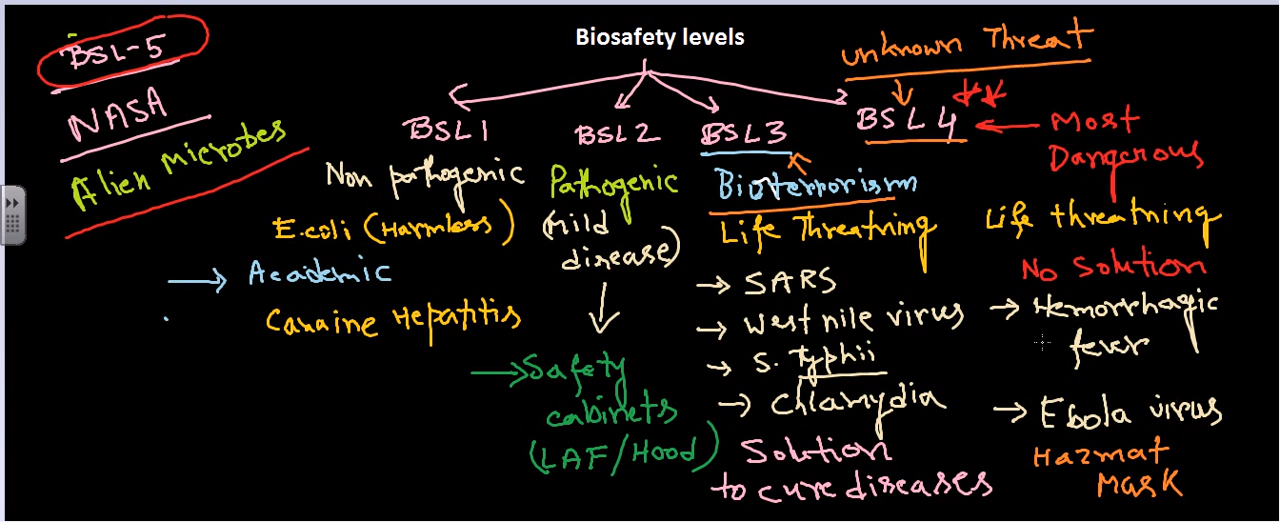 Biosafety levels
BSL-5
NASA
Alien microbes
BSL1
Non pathogenic
E.coli (Harmless)
Academic
Canaine Hepatitis
BSL2
Pathogenic
(Mild
disease)
Safety
cabinets
(LAF/Hood)
BSL3
Bioterrorism
Life Threatning
SARS
West nile virus
S. Typhii
Chlamydia
Solution
to cure diseases
unknown Threat
BSL4
Most
Dangerous
Life threatning
No Solution
Hemorrhagic
fever
Ebola virus
Hazmat
Mask